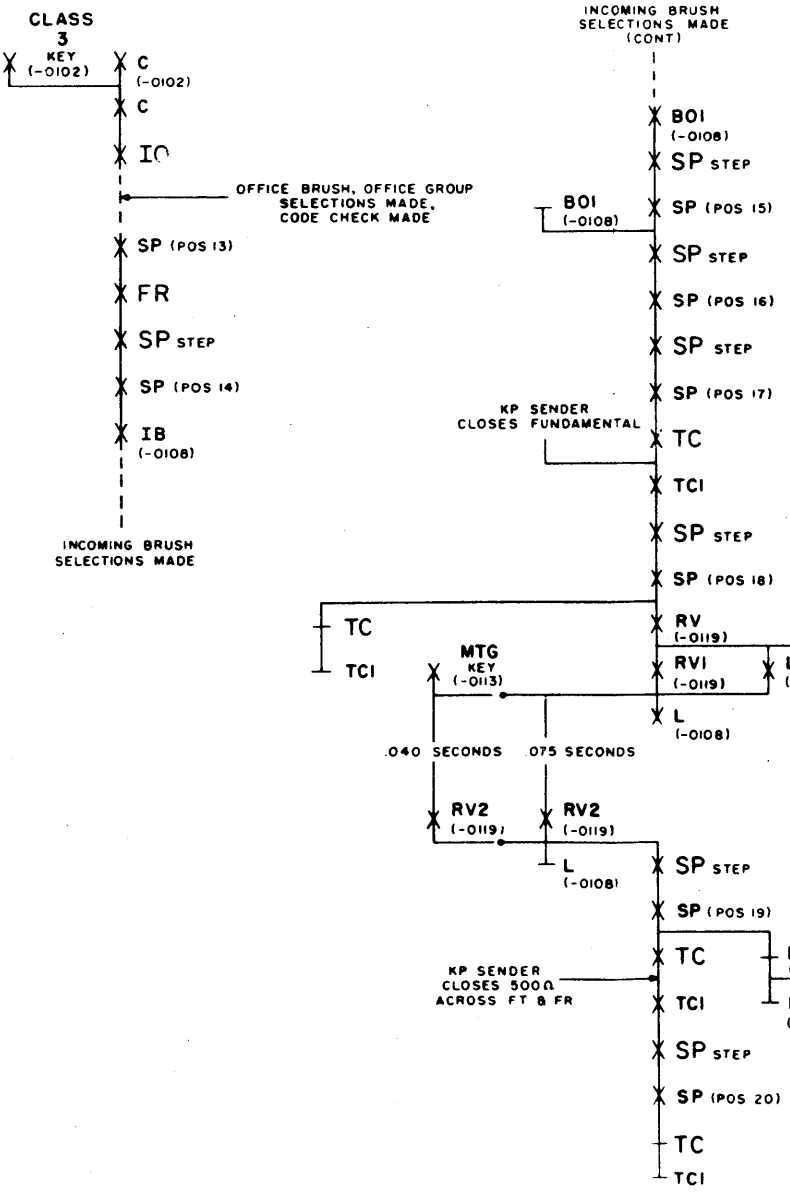 CLASS
3
KEY
(-0102)
C
(-0102)
C
IO
OFFICE BRUSH, OFFICE GROUP
SELECTIONS MADE,
CODE CHECK MADE
SP (POS 13)
FR
SP STEP
SP (POS 14)
IB
(-0108)
INCOMING BRUSH
SELECTIONS MADE
INCOMING BRUSH
SELECTIONS MADE
(CONT)
BO1
(-0108)
SP STEP
SP (POS 15)
BO1
(-0108)
SP STEP
SP (POS 16)
SP STEP
SP (POS 17)
KP SENDER
CLOSES FUNDAMENTAL
TC
TC1
SP STEP
SP (POS 18)
TC
TC1
RV
(-0119)
RV1
(-0119)
L
(-0108)
MTG
KEY
(-0113)
.040 SECONDS
.075 SECONDS
RV2
(-0119)
RV2
(-0119)
L
(-0108)
SP STEP
SP (POS 19)
TC
KP SENDER
CLOSES 500Ω
ACROSS FT & FR
TC1
SP STEP
SP (POS 20)
TC
TC1